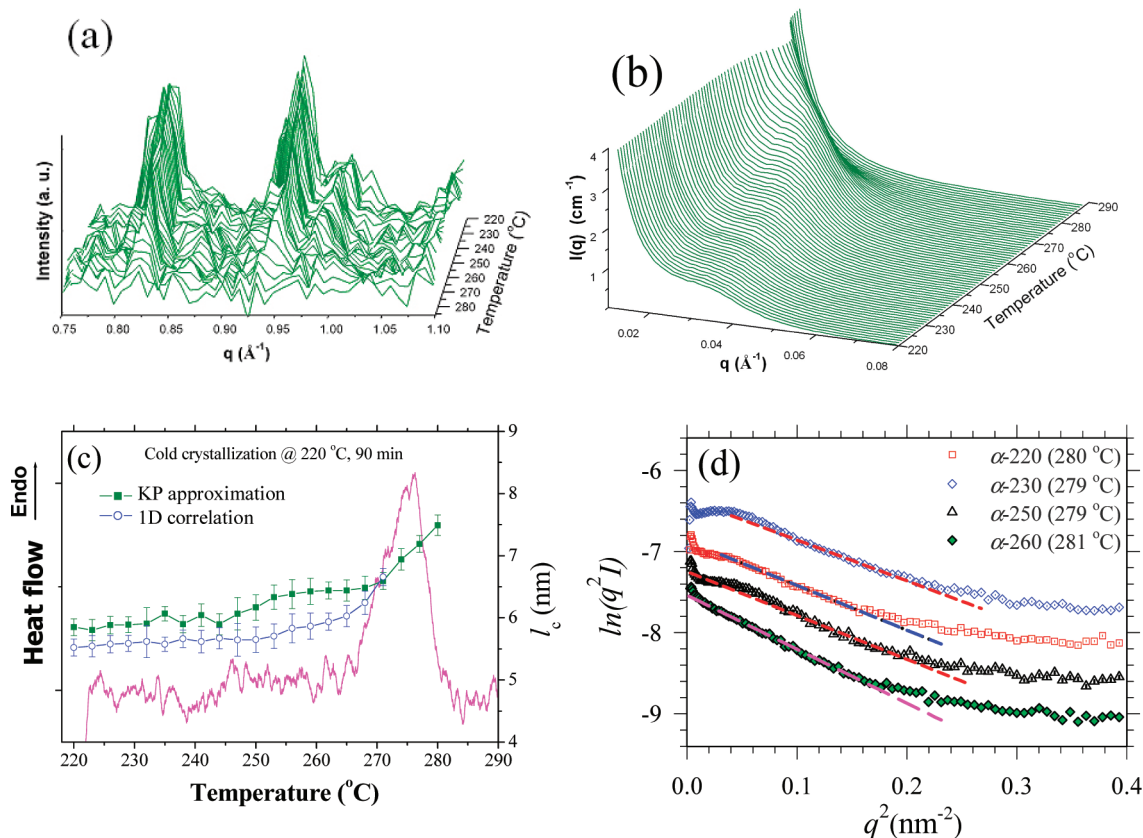 (a)
Intensity (a. u.)
0.75 0.80 0.85 0.90 0.95 1.00 1.05 1.10
q (Å⁻¹)
220
230
240
250
260
270
280
Temperature (°C)
(b)
I(q) (cm⁻¹)
4
3
2
1
0.02 0.04 0.06 0.08
q (Å⁻¹)
290
280
270
260
250
240
230
220
Temperature (°C)
(c)
Cold crystallization @ 220 °C, 90 min
KP approximation
1D correlation
Endo
Heat flow
9
8
7
6
5
4
l_c (nm)
220 230 240 250 260 270 280 290
Temperature (°C)
(d)
α-220 (280 °C)
α-230 (279 °C)
α-250 (279 °C)
α-260 (281 °C)
-6
-7
-8
-9
ln(q²I)
0.0 0.1 0.2 0.3 0.4
q²(nm⁻²)